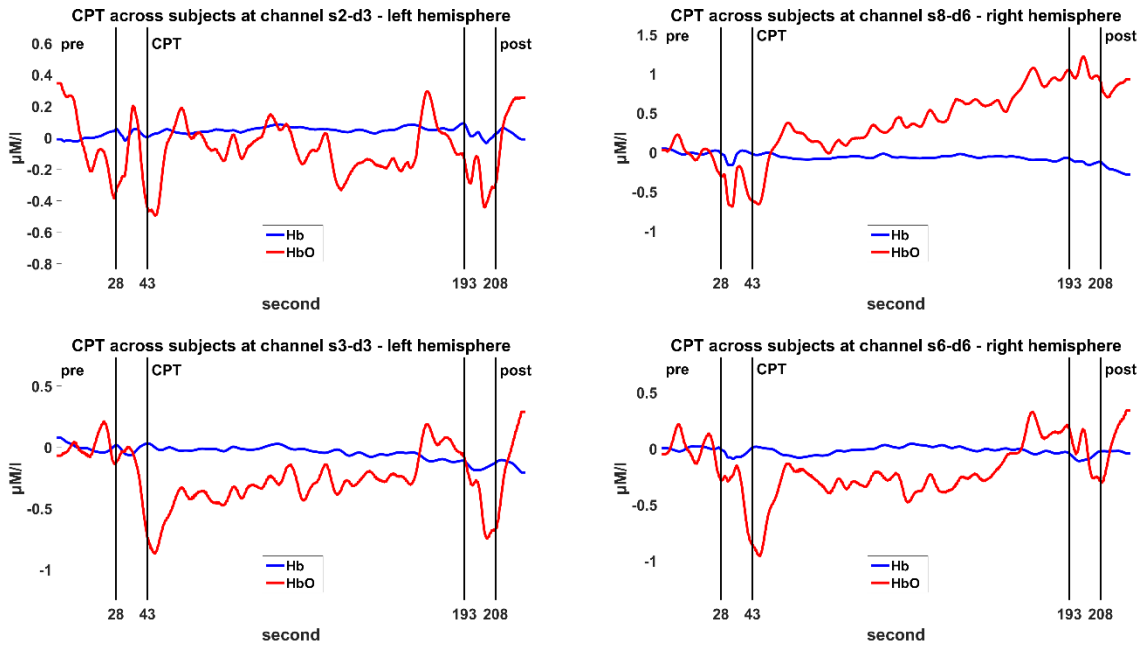 CPT across subjects at channel s2-d3 - left hemisphere
pre
CPT
post
0.6
0.4
0.2
0
-0.2
-0.4
-0.6
-0.8
µM/l
Hb
HbO
28 43 193 208
second
CPT across subjects at channel s8-d6 - right hemisphere
pre
CPT
post
1.5
1
0.5
0
-0.5
-1
µM/l
Hb
HbO
28 43 193 208
second
CPT across subjects at channel s3-d3 - left hemisphere
pre
CPT
post
0.5
0
-0.5
-1
µM/l
Hb
HbO
28 43 193 208
second
CPT across subjects at channel s6-d6 - right hemisphere
pre
CPT
post
0.5
0
-0.5
-1
µM/l
Hb
HbO
28 43 193 208
second